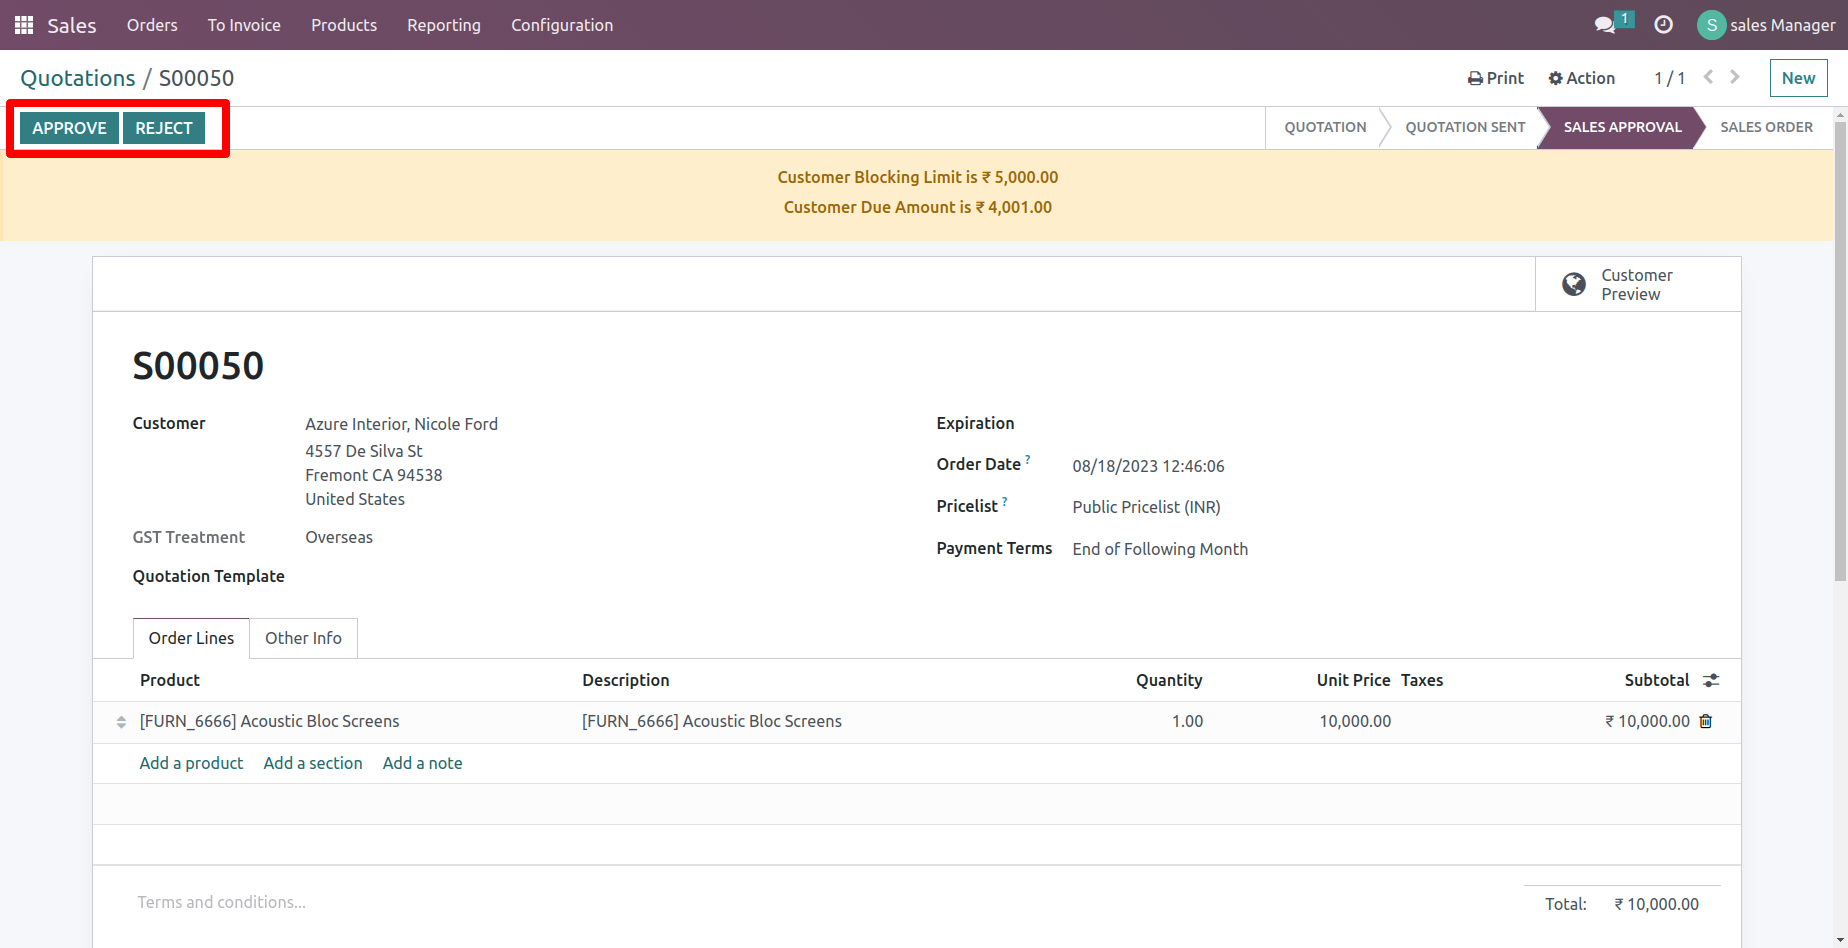 Sales Orders To Invoice Products Reporting Configuration 1 S sales Manager
Quotations / S00050 Print Action 1 / 1 New
APPROVE REJECT QUOTATION QUOTATION SENT SALES APPROVAL SALES ORDER
Customer Blocking Limit is ₹ 5,000.00
Customer Due Amount is ₹ 4,001.00
Customer
Preview
S00050
Customer Azure Interior, Nicole Ford
4557 De Silva St
Fremont CA 94538
United States
GST Treatment Overseas
Quotation Template
Expiration
Order Date ? 08/18/2023 12:46:06
Pricelist ? Public Pricelist (INR)
Payment Terms End of Following Month
Order Lines Other Info
Product Description Quantity Unit Price Taxes Subtotal
[FURN_6666] Acoustic Bloc Screens [FURN_6666] Acoustic Bloc Screens 1.00 10,000.00 ₹ 10,000.00
Add a product Add a section Add a note
Terms and conditions...
Total: ₹ 10,000.00